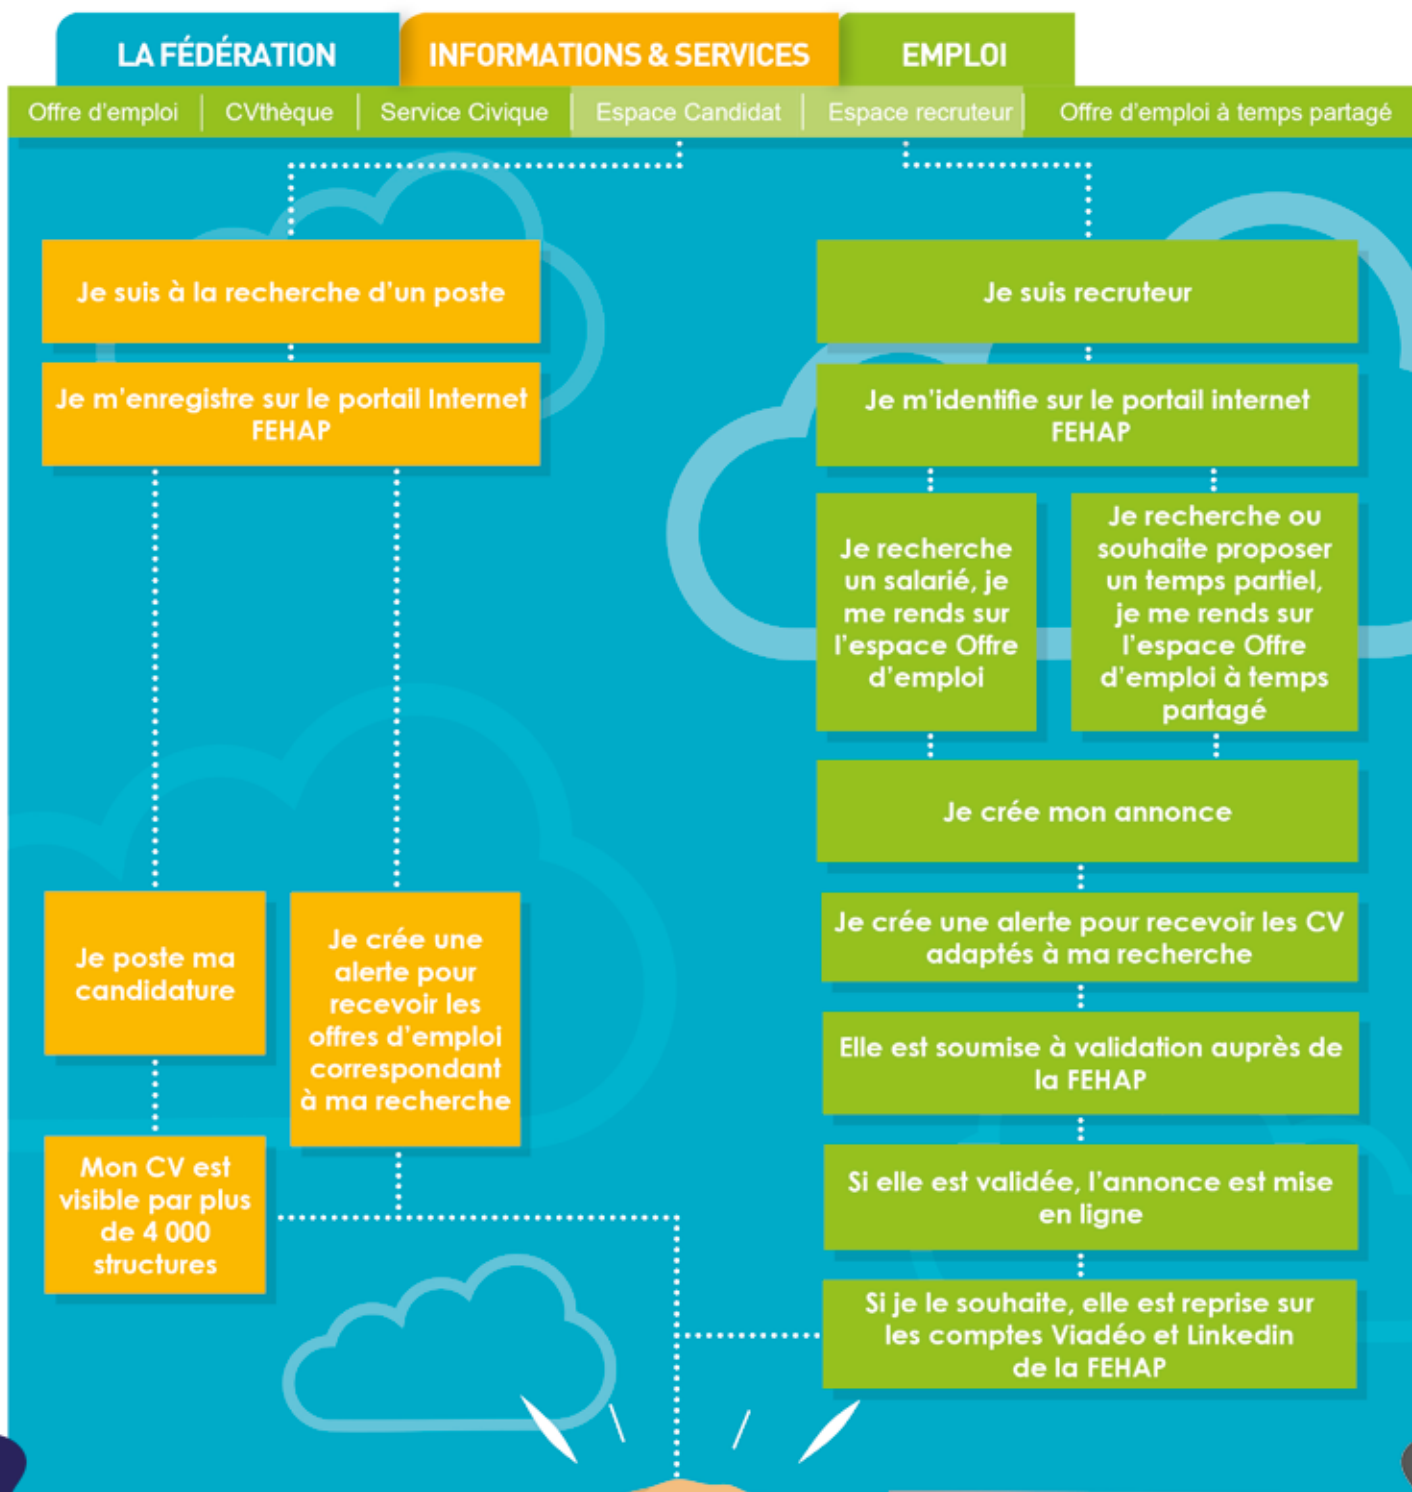 LA FÉDÉRATION
INFORMATIONS & SERVICES
EMPLOI
Offre d'emploi
CVthèque
Service Civique
Espace Candidat
Espace recruteur
Offre d'emploi à temps partagé
Je suis à la recherche d'un poste
Je m'enregistre sur le portail Internet
FEHAP
Je poste ma
candidature
Mon CV est
visible par plus
de 4 000
structures
Je crée une
alerte pour
recevoir les
offres d'emploi
correspondant
à ma recherche
Je suis recruteur
Je m'identifie sur le portail internet
FEHAP
Je recherche
un salarié, je
me rends sur
l'espace Offre
d'emploi
Je recherche ou
souhaite proposer
un temps partiel,
je me rends sur
l'espace Offre
d'emploi à temps
partagé
Je crée mon annonce
Je crée une alerte pour recevoir les CV
adaptés à ma recherche
Elle est soumise à validation auprès de
la FEHAP
Si elle est validée, l'annonce est mise
en ligne
Si je le souhaite, elle est reprise sur
les comptes Viadéo et Linkedin
de la FEHAP